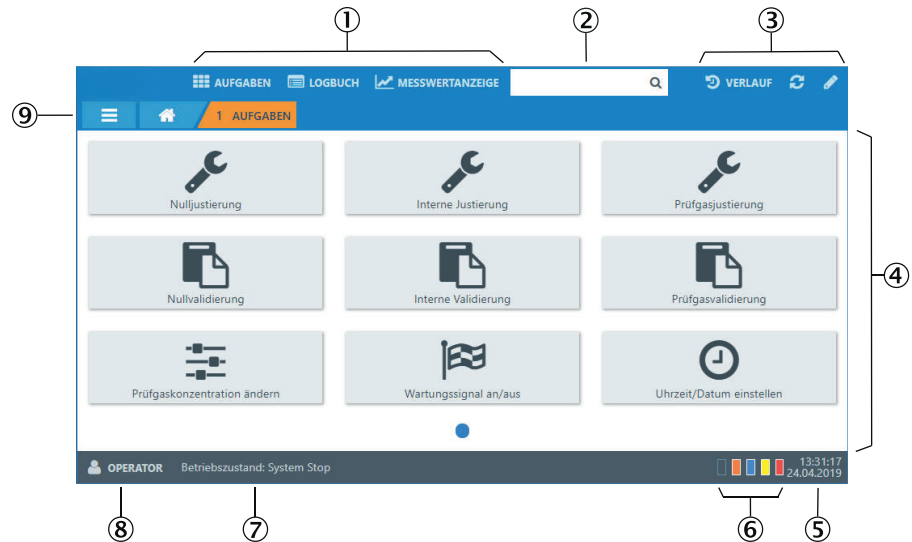 ① ② ③
AUFGABEN LOGBUCH MESSWERTANZEIGE VERLAUF
⑨
1 AUFGABEN
Nulljustierung Interne Justierung Prüfgasjustierung
④
Nullvalidierung Interne Validierung Prüfgasvalidierung
Prüfgaskonzentration ändern Wartungssignal an/aus Uhrzeit/Datum einstellen
OPERATOR Betriebszustand: System Stop 13:31:17
24.04.2019
⑧ ⑦ ⑥ ⑤